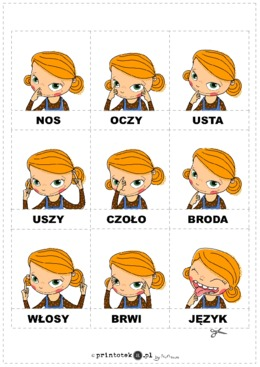 NOS OCZY USTA
USZY CZOŁO BRODA
WŁOSY BRWI JĘZYK
printotek a.pl